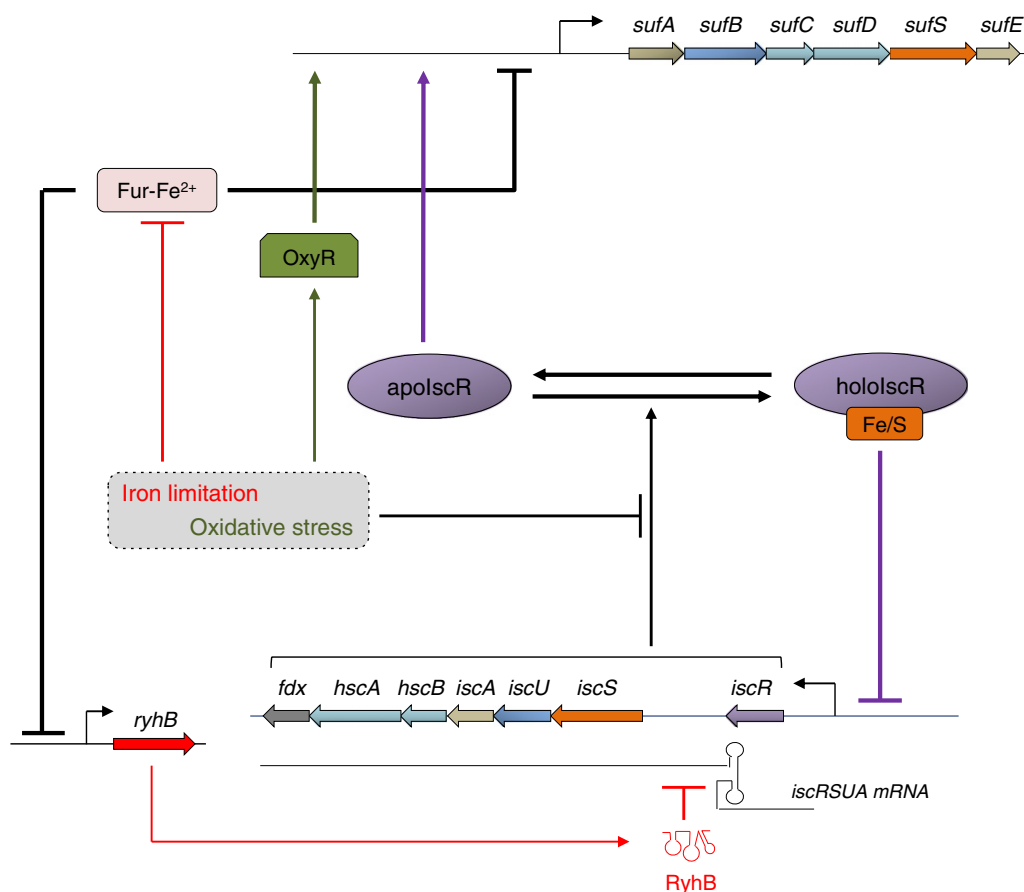 sufA sufB sufC sufD sufS sufE
Fur-Fe²⁺
OxyR
apoIscR
holoIscR
Fe/S
Iron limitation
Oxidative stress
fdx hscA hscB iscA iscU iscS iscR
ryhB
iscRSUA mRNA
RyhB